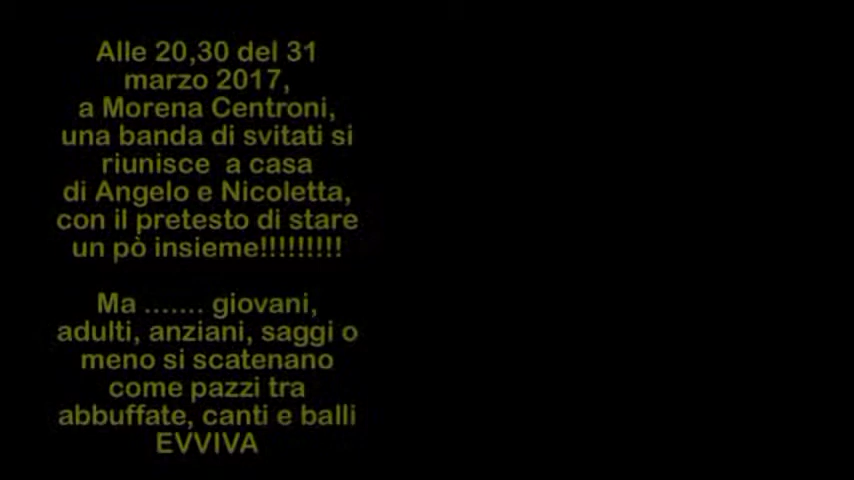 Alle 20,30 del 31
marzo 2017,
a Morena Centroni,
una banda di svitati si
riunisce a casa
di Angelo e Nicoletta,
con il pretesto di stare
un pò insieme!!!!!!!!!
Ma ....... giovani,
adulti, anziani, saggi o
meno si scatenano
come pazzi tra
abbuffate, canti e balli
EVVIVA